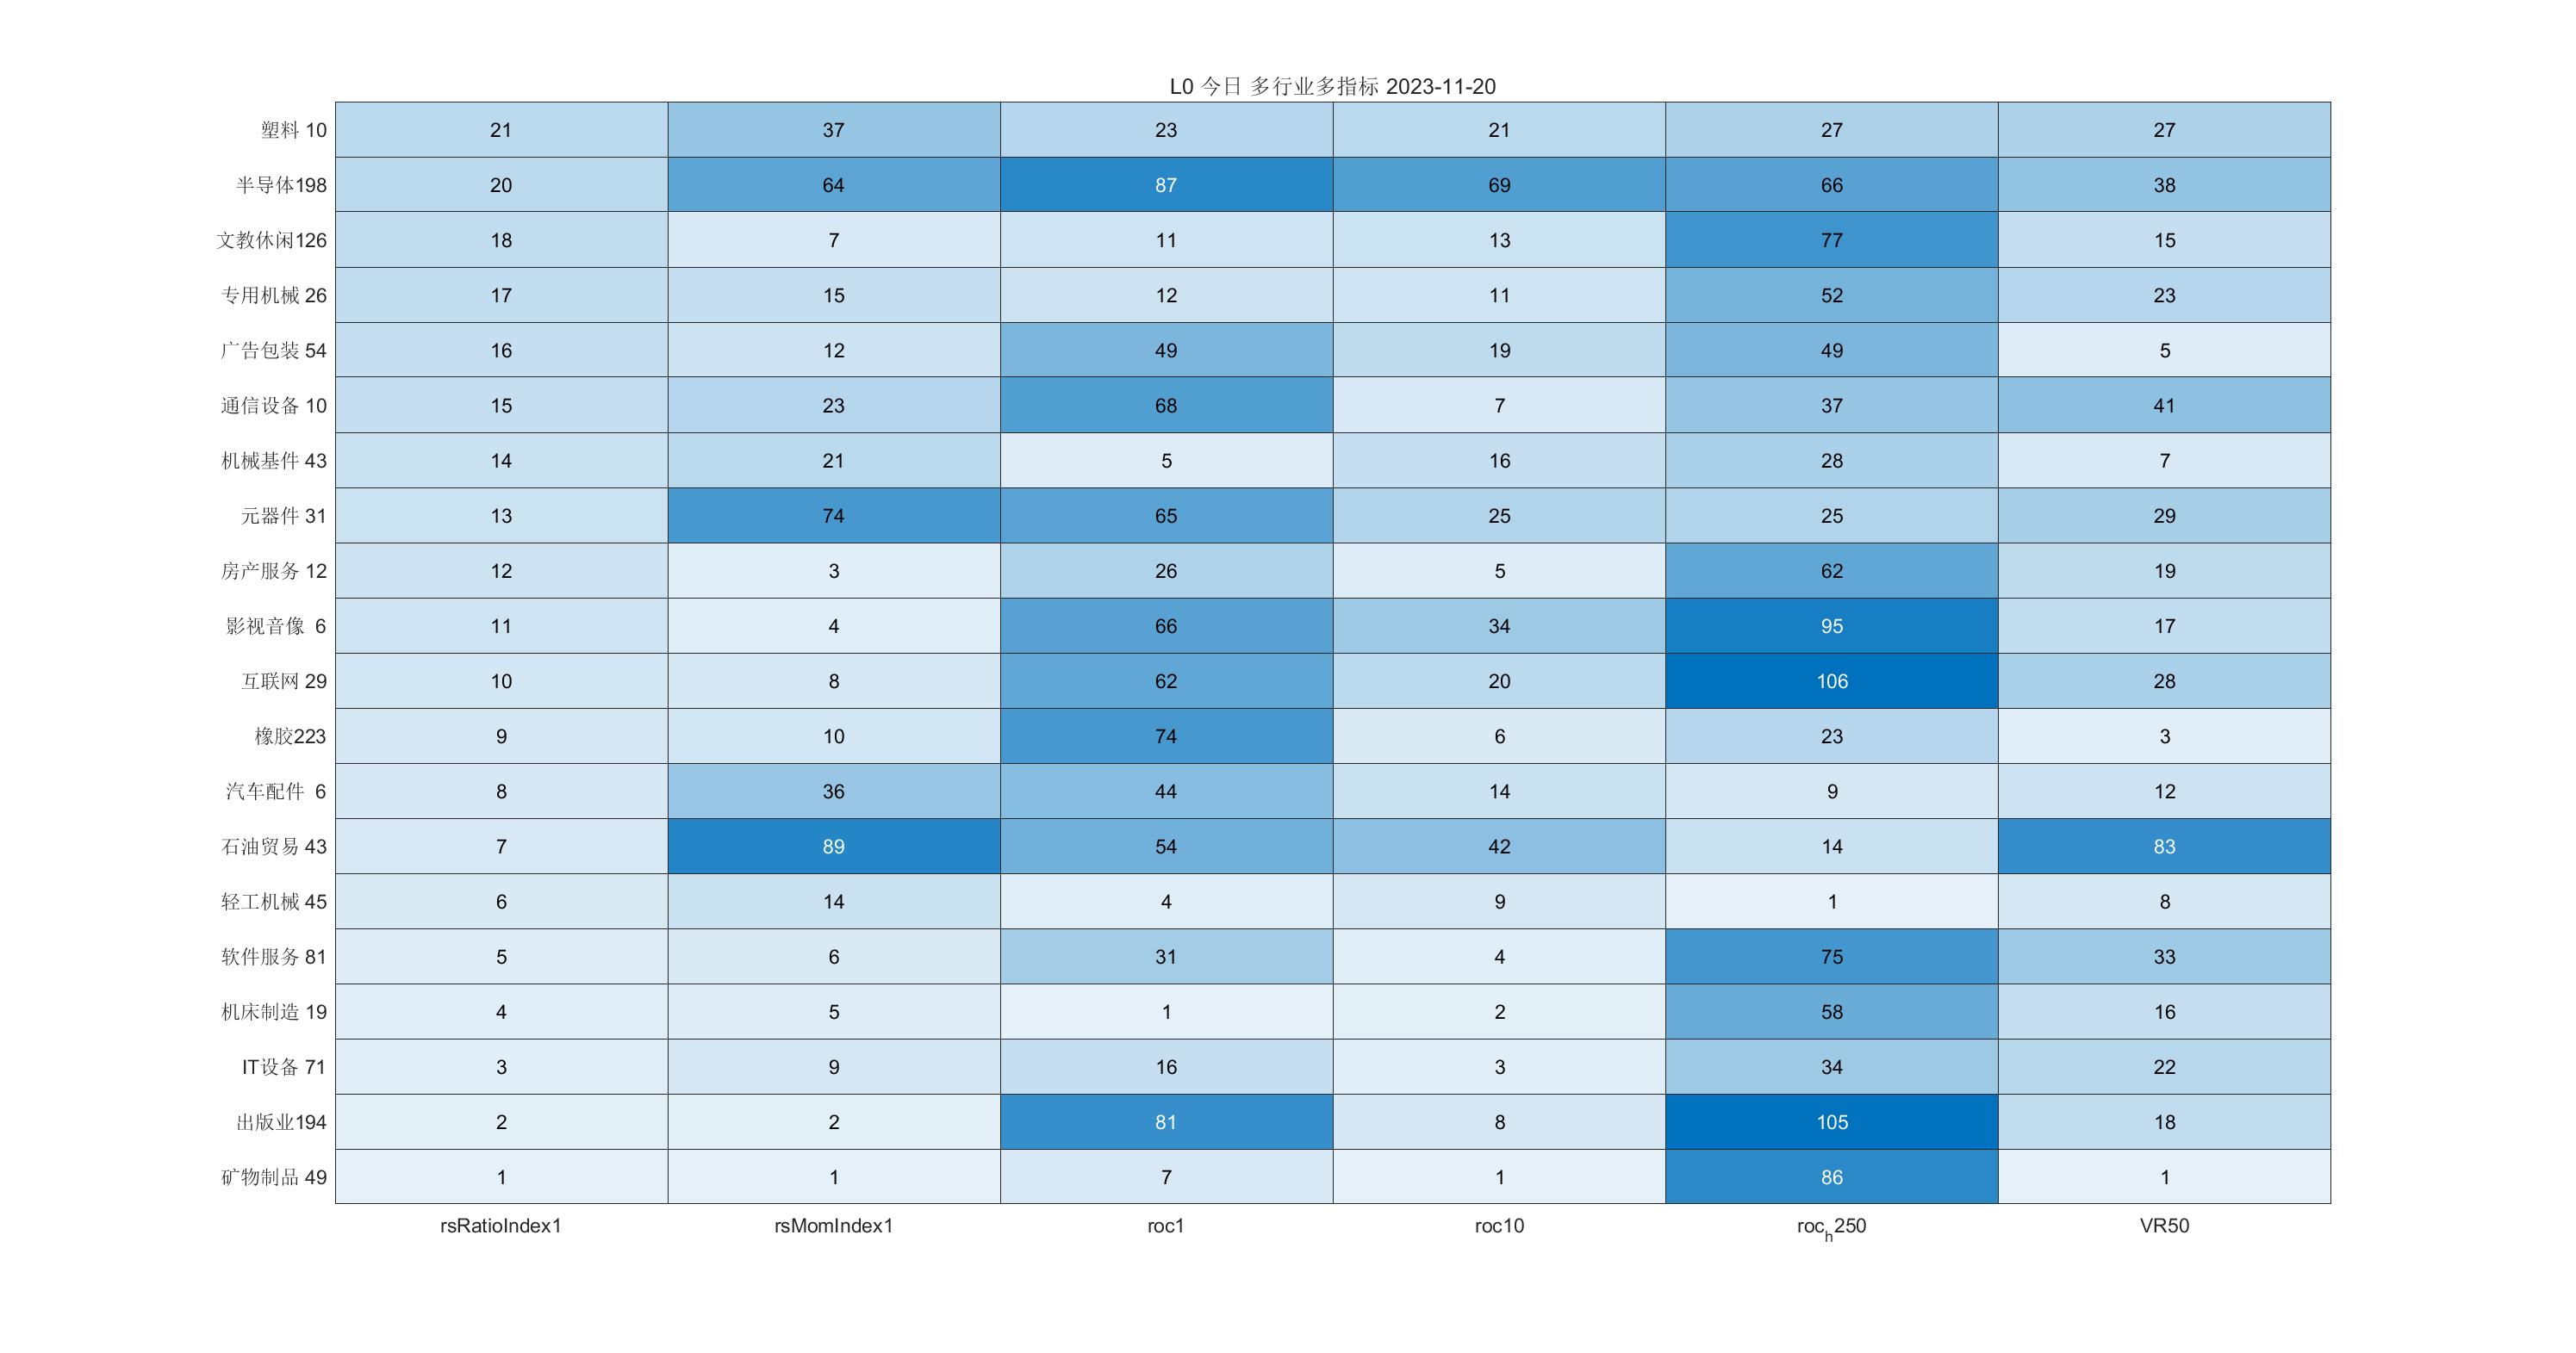 L0 今日 多行业多指标 2023-11-20
塑料 10 21 37 23 21 27 27
半导体198 20 64 87 69 66 38
文教休闲126 18 7 11 13 77 15
专用机械 26 17 15 12 11 52 23
广告包装 54 16 12 49 19 49 5
通信设备 10 15 23 68 7 37 41
机械基件 43 14 21 5 16 28 7
元器件 31 13 74 65 25 25 29
房产服务 12 12 3 26 5 62 19
影视音像 6 11 4 66 34 95 17
互联网 29 10 8 62 20 106 28
橡胶223 9 10 74 6 23 3
汽车配件 6 8 36 44 14 9 12
石油贸易 43 7 89 54 42 14 83
轻工机械 45 6 14 4 9 1 8
软件服务 81 5 6 31 4 75 33
机床制造 19 4 5 1 2 58 16
IT设备 71 3 9 16 3 34 22
出版业194 2 2 81 8 105 18
矿物制品 49 1 1 7 1 86 1
rsRatioIndex1 rsMomIndex1 roc1 roc10 roch250 VR50